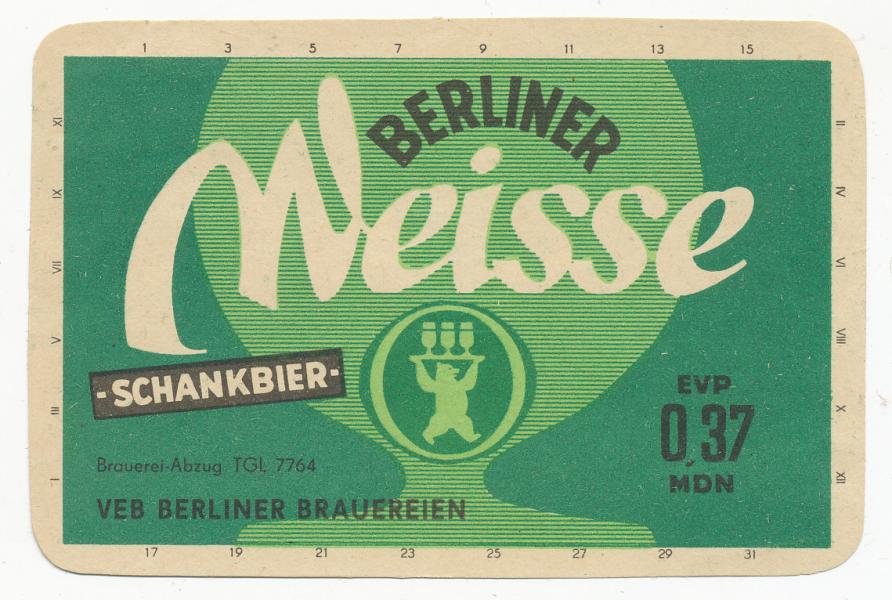 1 3 5 7 9 11 13 15
BERLINER
Weisse
-SCHANKBIER-
EVP
0,37
MDN
Brauerei-Abzug TGL 7764
VEB BERLINER BRAUEREIEN
XI
IX
VII
V
III
I
II
IV
VI
VIII
X
XII
17 19 21 23 25 27 29 31